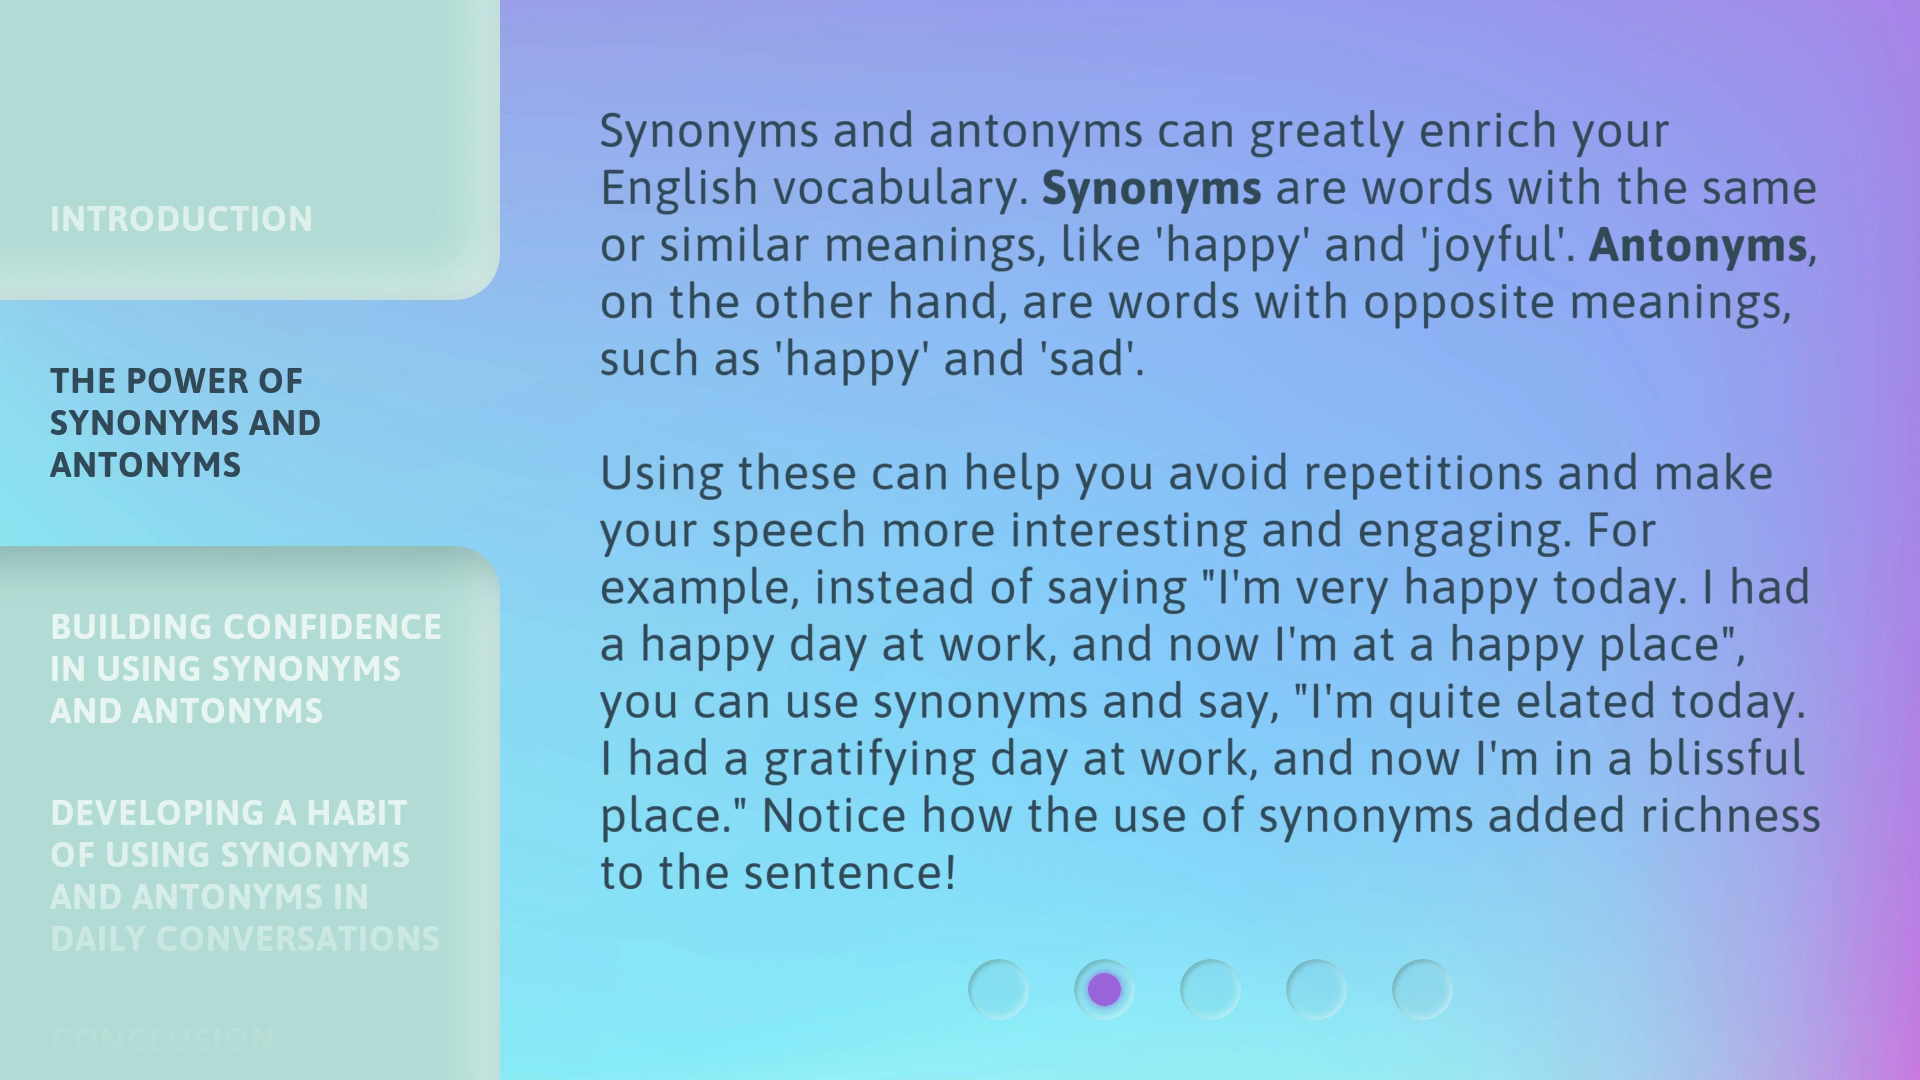 INTRODUCTION
THE POWER OF
SYNONYMS AND
ANTONYMS
BUILDING CONFIDENCE
IN USING SYNONYMS
AND ANTONYMS
DEVELOPING A HABIT
OF USING SYNONYMS
AND ANTONYMS IN
DAILY CONVERSATIONS
CONCLUSION
Synonyms and antonyms can greatly enrich your
English vocabulary. Synonyms are words with the same
or similar meanings, like 'happy' and 'joyful'. Antonyms,
on the other hand, are words with opposite meanings,
such as 'happy' and 'sad'.
Using these can help you avoid repetitions and make
your speech more interesting and engaging. For
example, instead of saying "I'm very happy today. I had
a happy day at work, and now I'm at a happy place",
you can use synonyms and say, "I'm quite elated today.
I had a gratifying day at work, and now I'm in a blissful
place." Notice how the use of synonyms added richness
to the sentence!